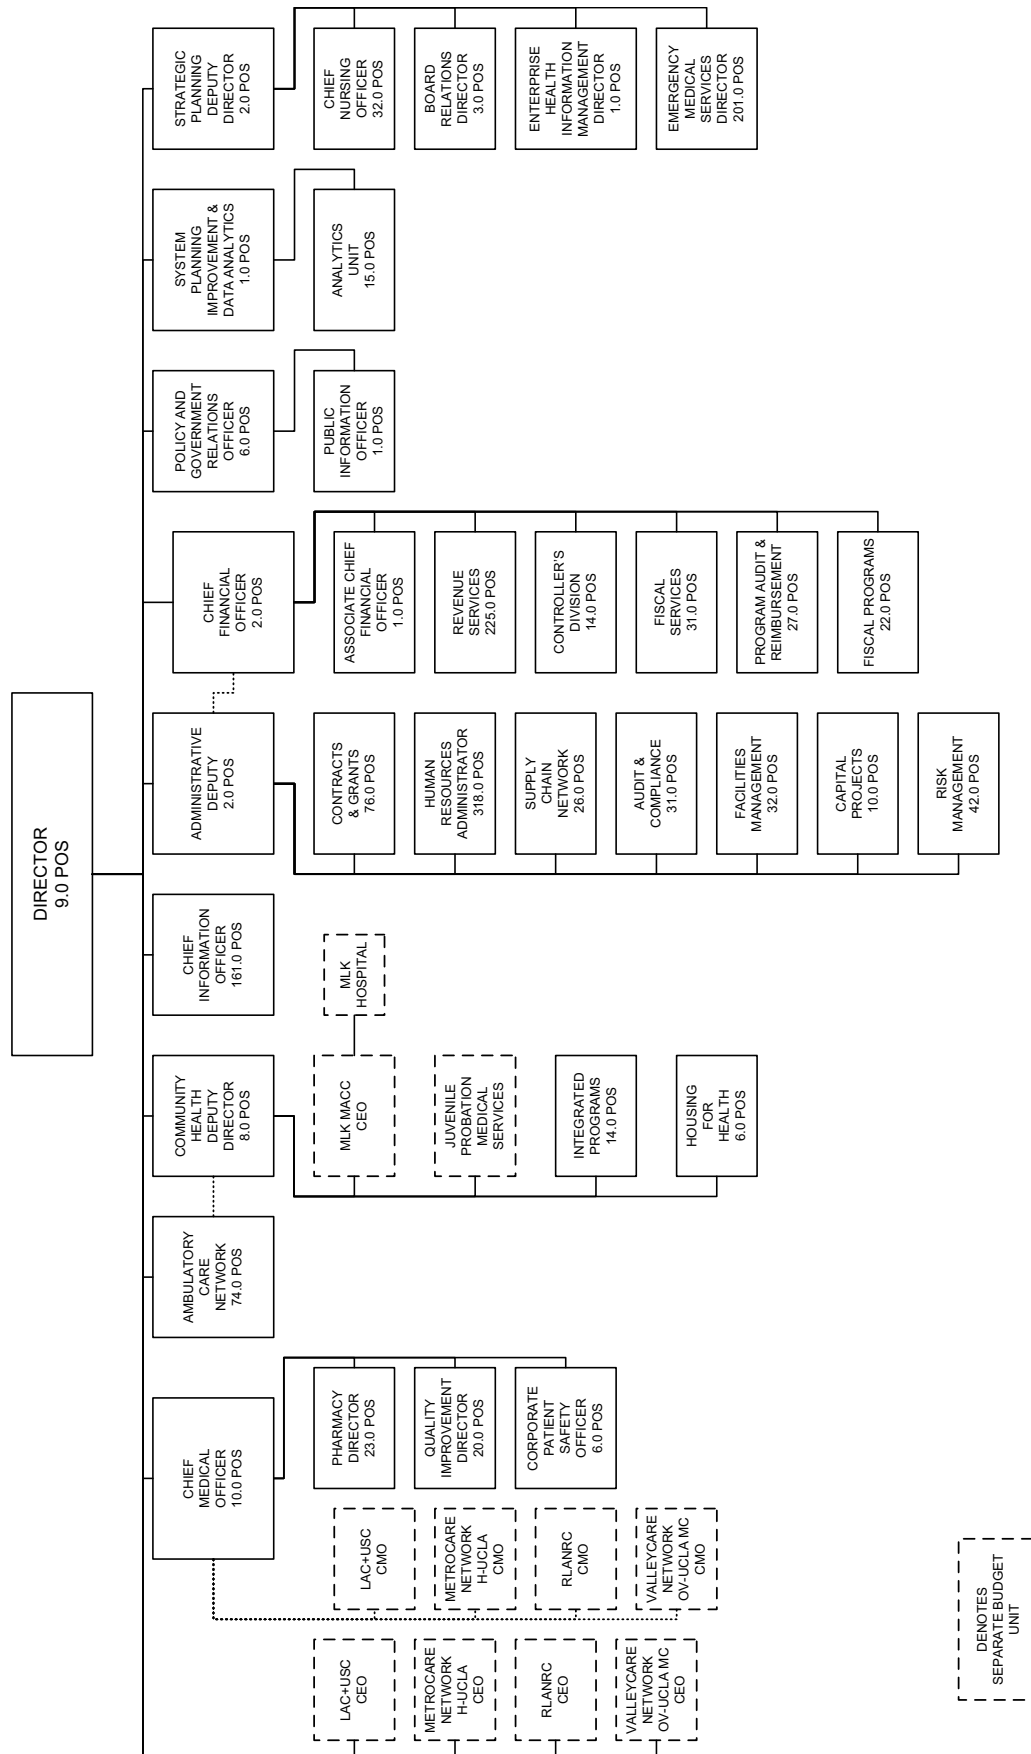 DIRECTOR
9.0 POS
CHIEF
MEDICAL
OFFICER
10.0 POS
AMBULATORY
CARE
NETWORK
74.0 POS
COMMUNITY
HEALTH DEPUTY
DIRECTOR
8.0 POS
CHIEF
INFORMATION
OFFICER
161.0 POS
ADMINISTRATIVE
DEPUTY
2.0 POS
CHIEF
FINANCIAL
OFFICER
2.0 POS
POLICY AND
GOVERNMENT
RELATIONS
OFFICER
6.0 POS
SYSTEM
PLANNING
IMPROVEMENT &
DATA ANALYTICS
1.0 POS
STRATEGIC
PLANNING
DEPUTY
DIRECTOR
2.0 POS
LAC+USC
CEO
METROCARE
NETWORK
H-UCLA
CEO
RLANRC
CEO
VALLEYCARE
NETWORK
OV-UCLA MC
CEO
LAC+USC
CMO
METROCARE
NETWORK
H-UCLA
CMO
RLANRC
CMO
VALLEYCARE
NETWORK
OV-UCLA MC
CMO
PHARMACY
DIRECTOR
23.0 POS
QUALITY
IMPROVEMENT
DIRECTOR
20.0 POS
CORPORATE
PATIENT
SAFETY
OFFICER
6.0 POS
MLK MACC
CEO
MLK
HOSPITAL
JUVENILE
PROBATION
MEDICAL
SERVICES
INTEGRATED
PROGRAMS
14.0 POS
HOUSING
FOR
HEALTH
6.0 POS
CONTRACTS
& GRANTS
76.0 POS
HUMAN
RESOURCES
ADMINISTRATOR
318.0 POS
SUPPLY
CHAIN
NETWORK
26.0 POS
AUDIT &
COMPLIANCE
31.0 POS
FACILITIES
MANAGEMENT
32.0 POS
CAPITAL
PROJECTS
10.0 POS
RISK
MANAGEMENT
42.0 POS
ASSOCIATE CHIEF
FINANCIAL
OFFICER
1.0 POS
REVENUE
SERVICES
225.0 POS
CONTROLLER'S
DIVISION
14.0 POS
FISCAL
SERVICES
31.0 POS
PROGRAM AUDIT &
REIMBURSEMENT
27.0 POS
FISCAL PROGRAMS
22.0 POS
PUBLIC
INFORMATION
OFFICER
1.0 POS
ANALYTICS
UNIT
15.0 POS
CHIEF
NURSING
OFFICER
32.0 POS
BOARD
RELATIONS
DIRECTOR
3.0 POS
ENTERPRISE
HEALTH
INFORMATION
MANAGEMENT
DIRECTOR
1.0 POS
EMERGENCY
MEDICAL
SERVICES
DIRECTOR
201.0 POS
DENOTES
SEPARATE BUDGET
UNIT